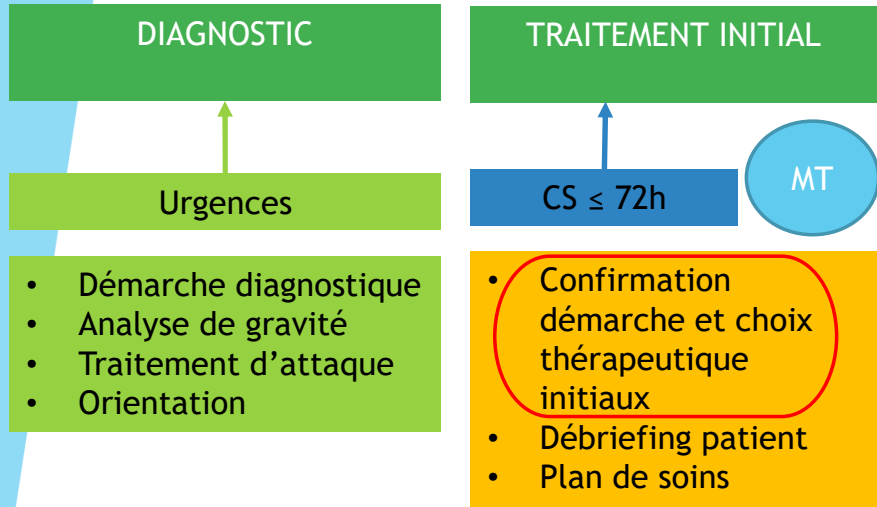 DIAGNOSTIC
Urgences
• Démarche diagnostique
• Analyse de gravité
• Traitement d’attaque
• Orientation
TRAITEMENT INITIAL
CS ≤ 72h
MT
• Confirmation
démarche et choix
thérapeutique
initiaux
• Débriefing patient
• Plan de soins